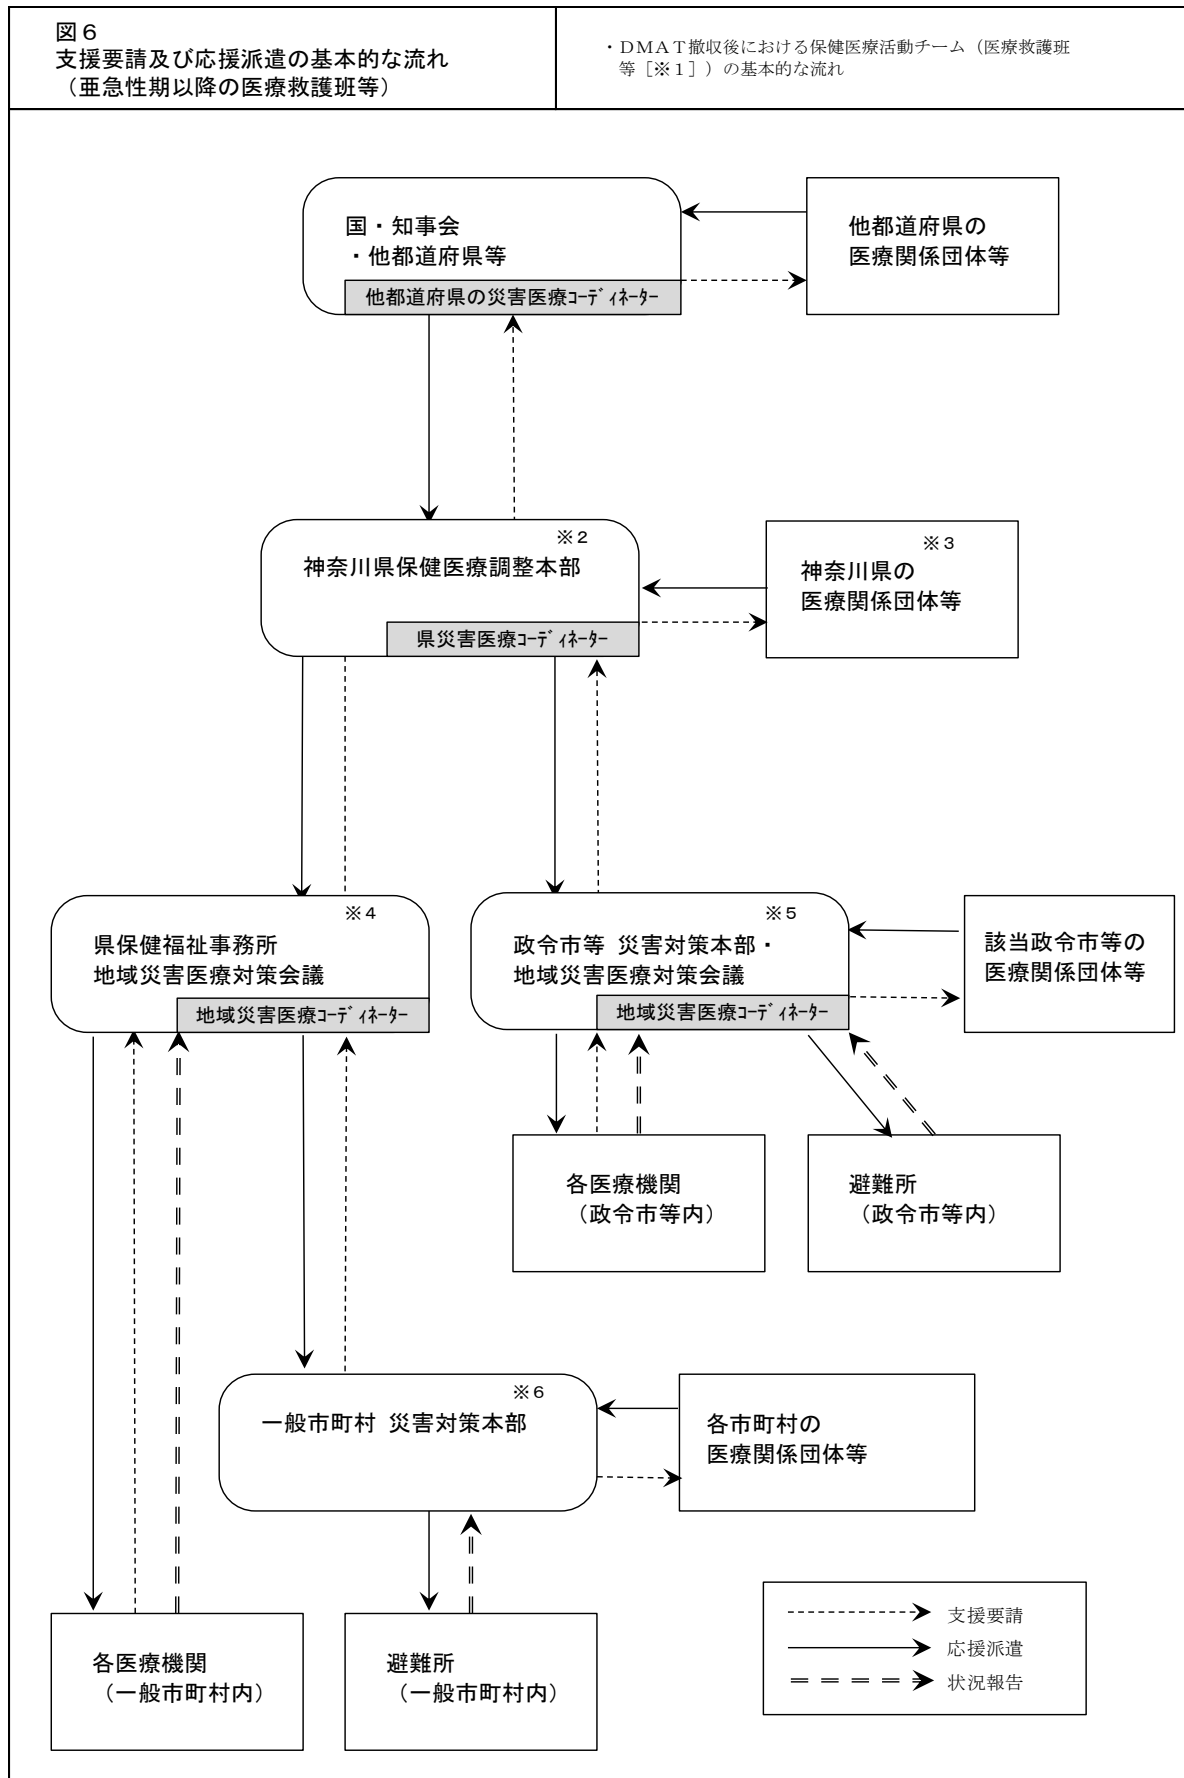 図６
支援要請及び応援派遣の基本的な流れ
（亜急性期以降の医療救護班等）
・ＤＭＡＴ撤収後における保健医療活動チーム（医療救護班
等［※１］）の基本的な流れ
国・知事会
・他都道府県等
他都道府県の災害医療ｺｰﾃﾞｨﾈｰﾀｰ
他都道府県の
医療関係団体等
※２
神奈川県保健医療調整本部
県災害医療ｺｰﾃﾞｨﾈｰﾀｰ
※３
神奈川県の
医療関係団体等
※４
県保健福祉事務所
地域災害医療対策会議
地域災害医療ｺｰﾃﾞｨﾈｰﾀｰ
※５
政令市等 災害対策本部・
地域災害医療対策会議
地域災害医療ｺｰﾃﾞｨﾈｰﾀｰ
該当政令市等の
医療関係団体等
各医療機関
（政令市等内）
避難所
（政令市等内）
※６
一般市町村 災害対策本部
各市町村の
医療関係団体等
各医療機関
（一般市町村内）
避難所
（一般市町村内）
支援要請
応援派遣
状況報告